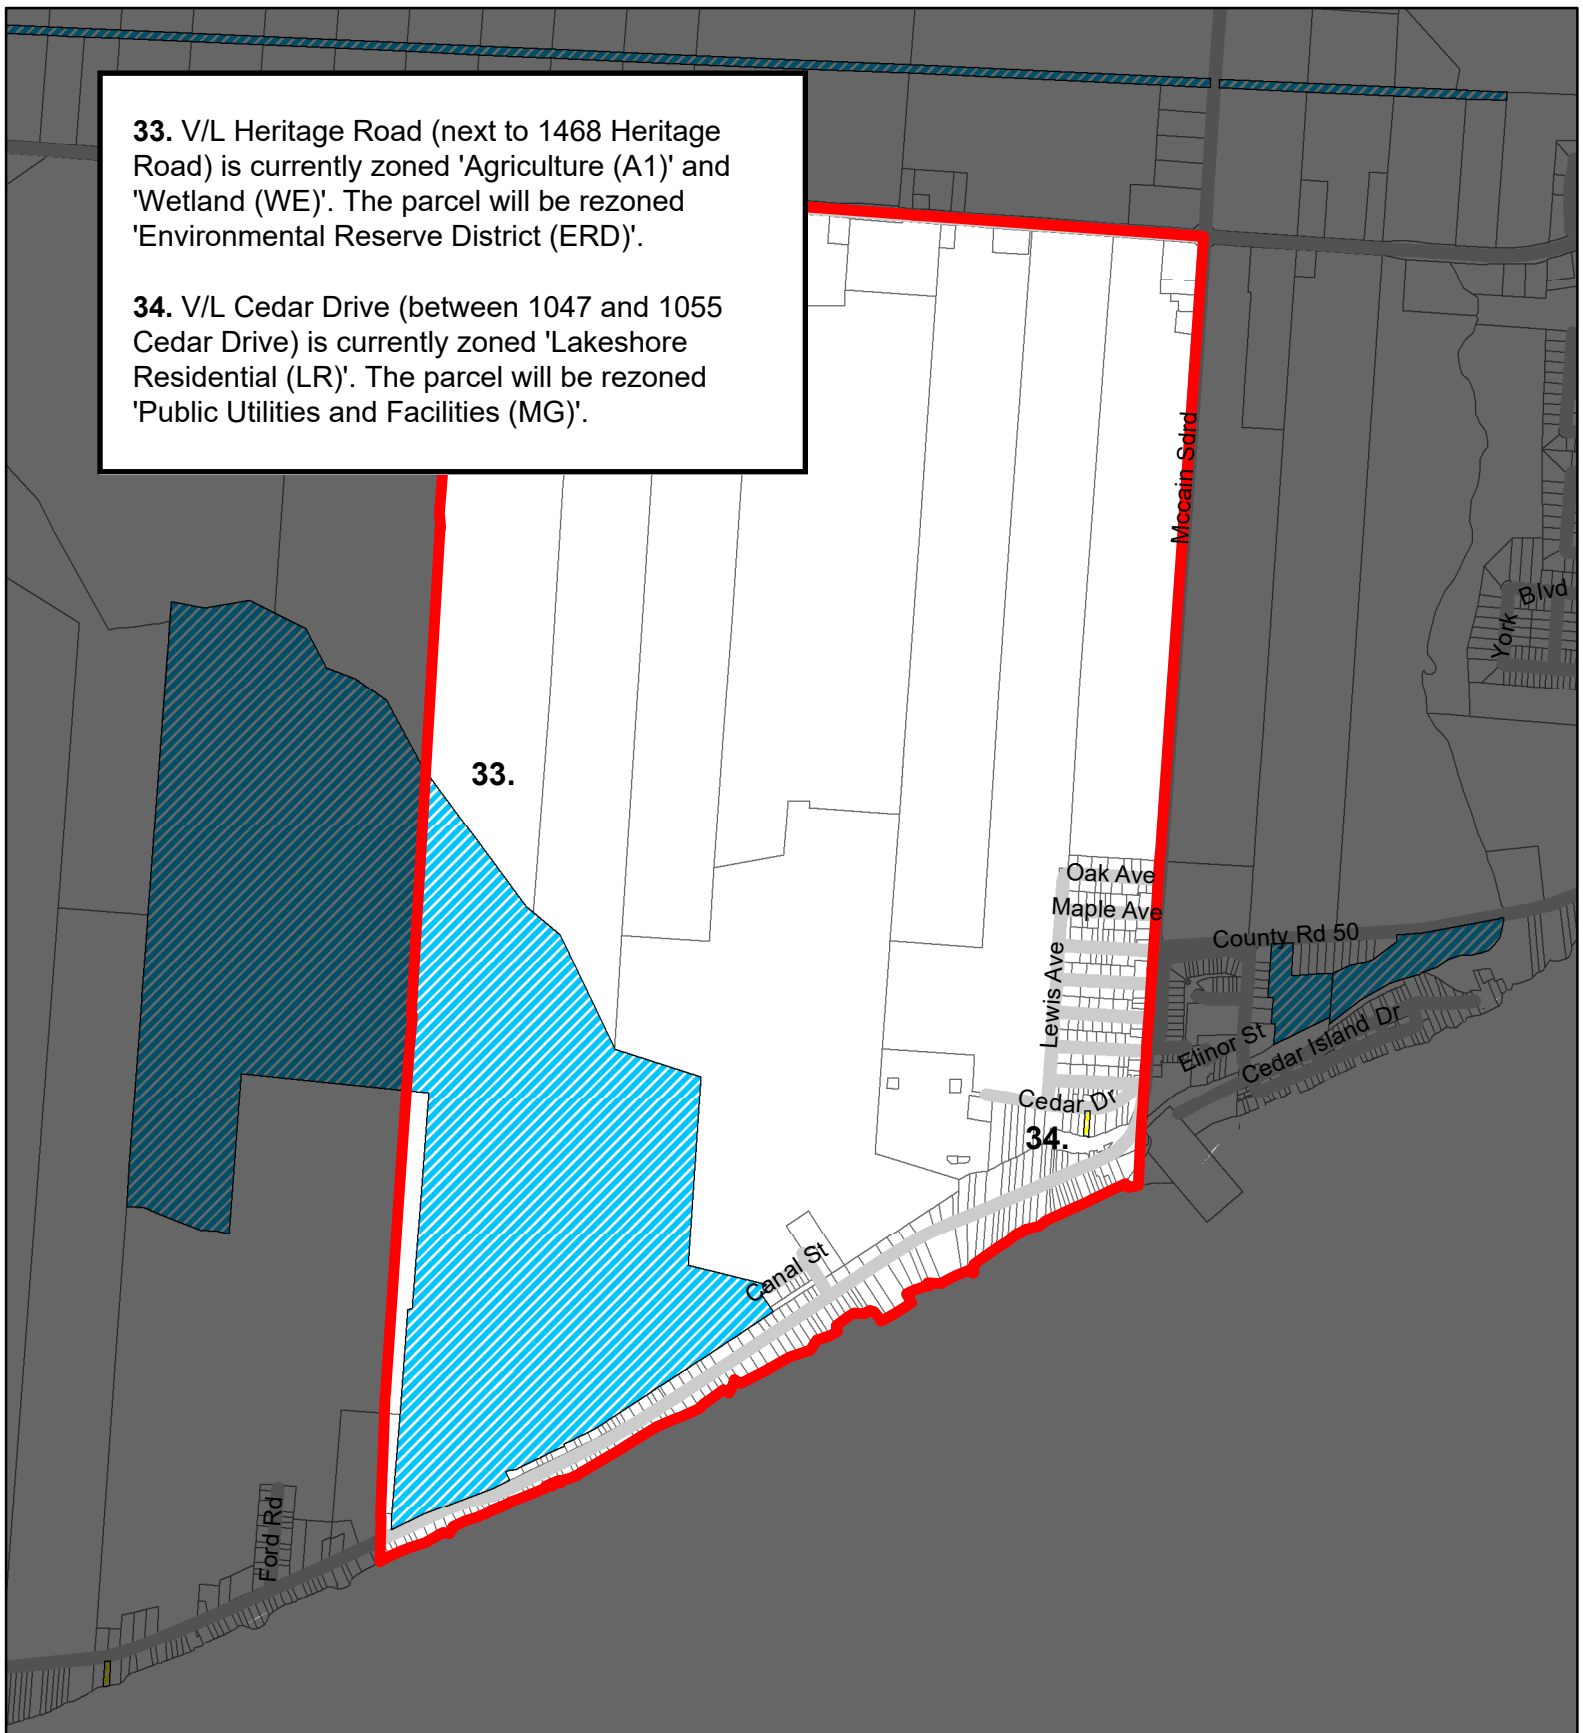 33. V/L Heritage Road (next to 1468 Heritage
Road) is currently zoned 'Agriculture (A1)' and
'Wetland (WE)'. The parcel will be rezoned
'Environmental Reserve District (ERD)'.
34. V/L Cedar Drive (between 1047 and 1055
Cedar Drive) is currently zoned 'Lakeshore
Residential (LR)'. The parcel will be rezoned
'Public Utilities and Facilities (MG)'.
Mccain Sdrd
York Blvd
33.
Oak Ave
Maple Ave
County Rd 50
Lewis Ave
Elinor St
Cedar Island Dr
Cedar Dr
34.
Canal St
Ford Rd